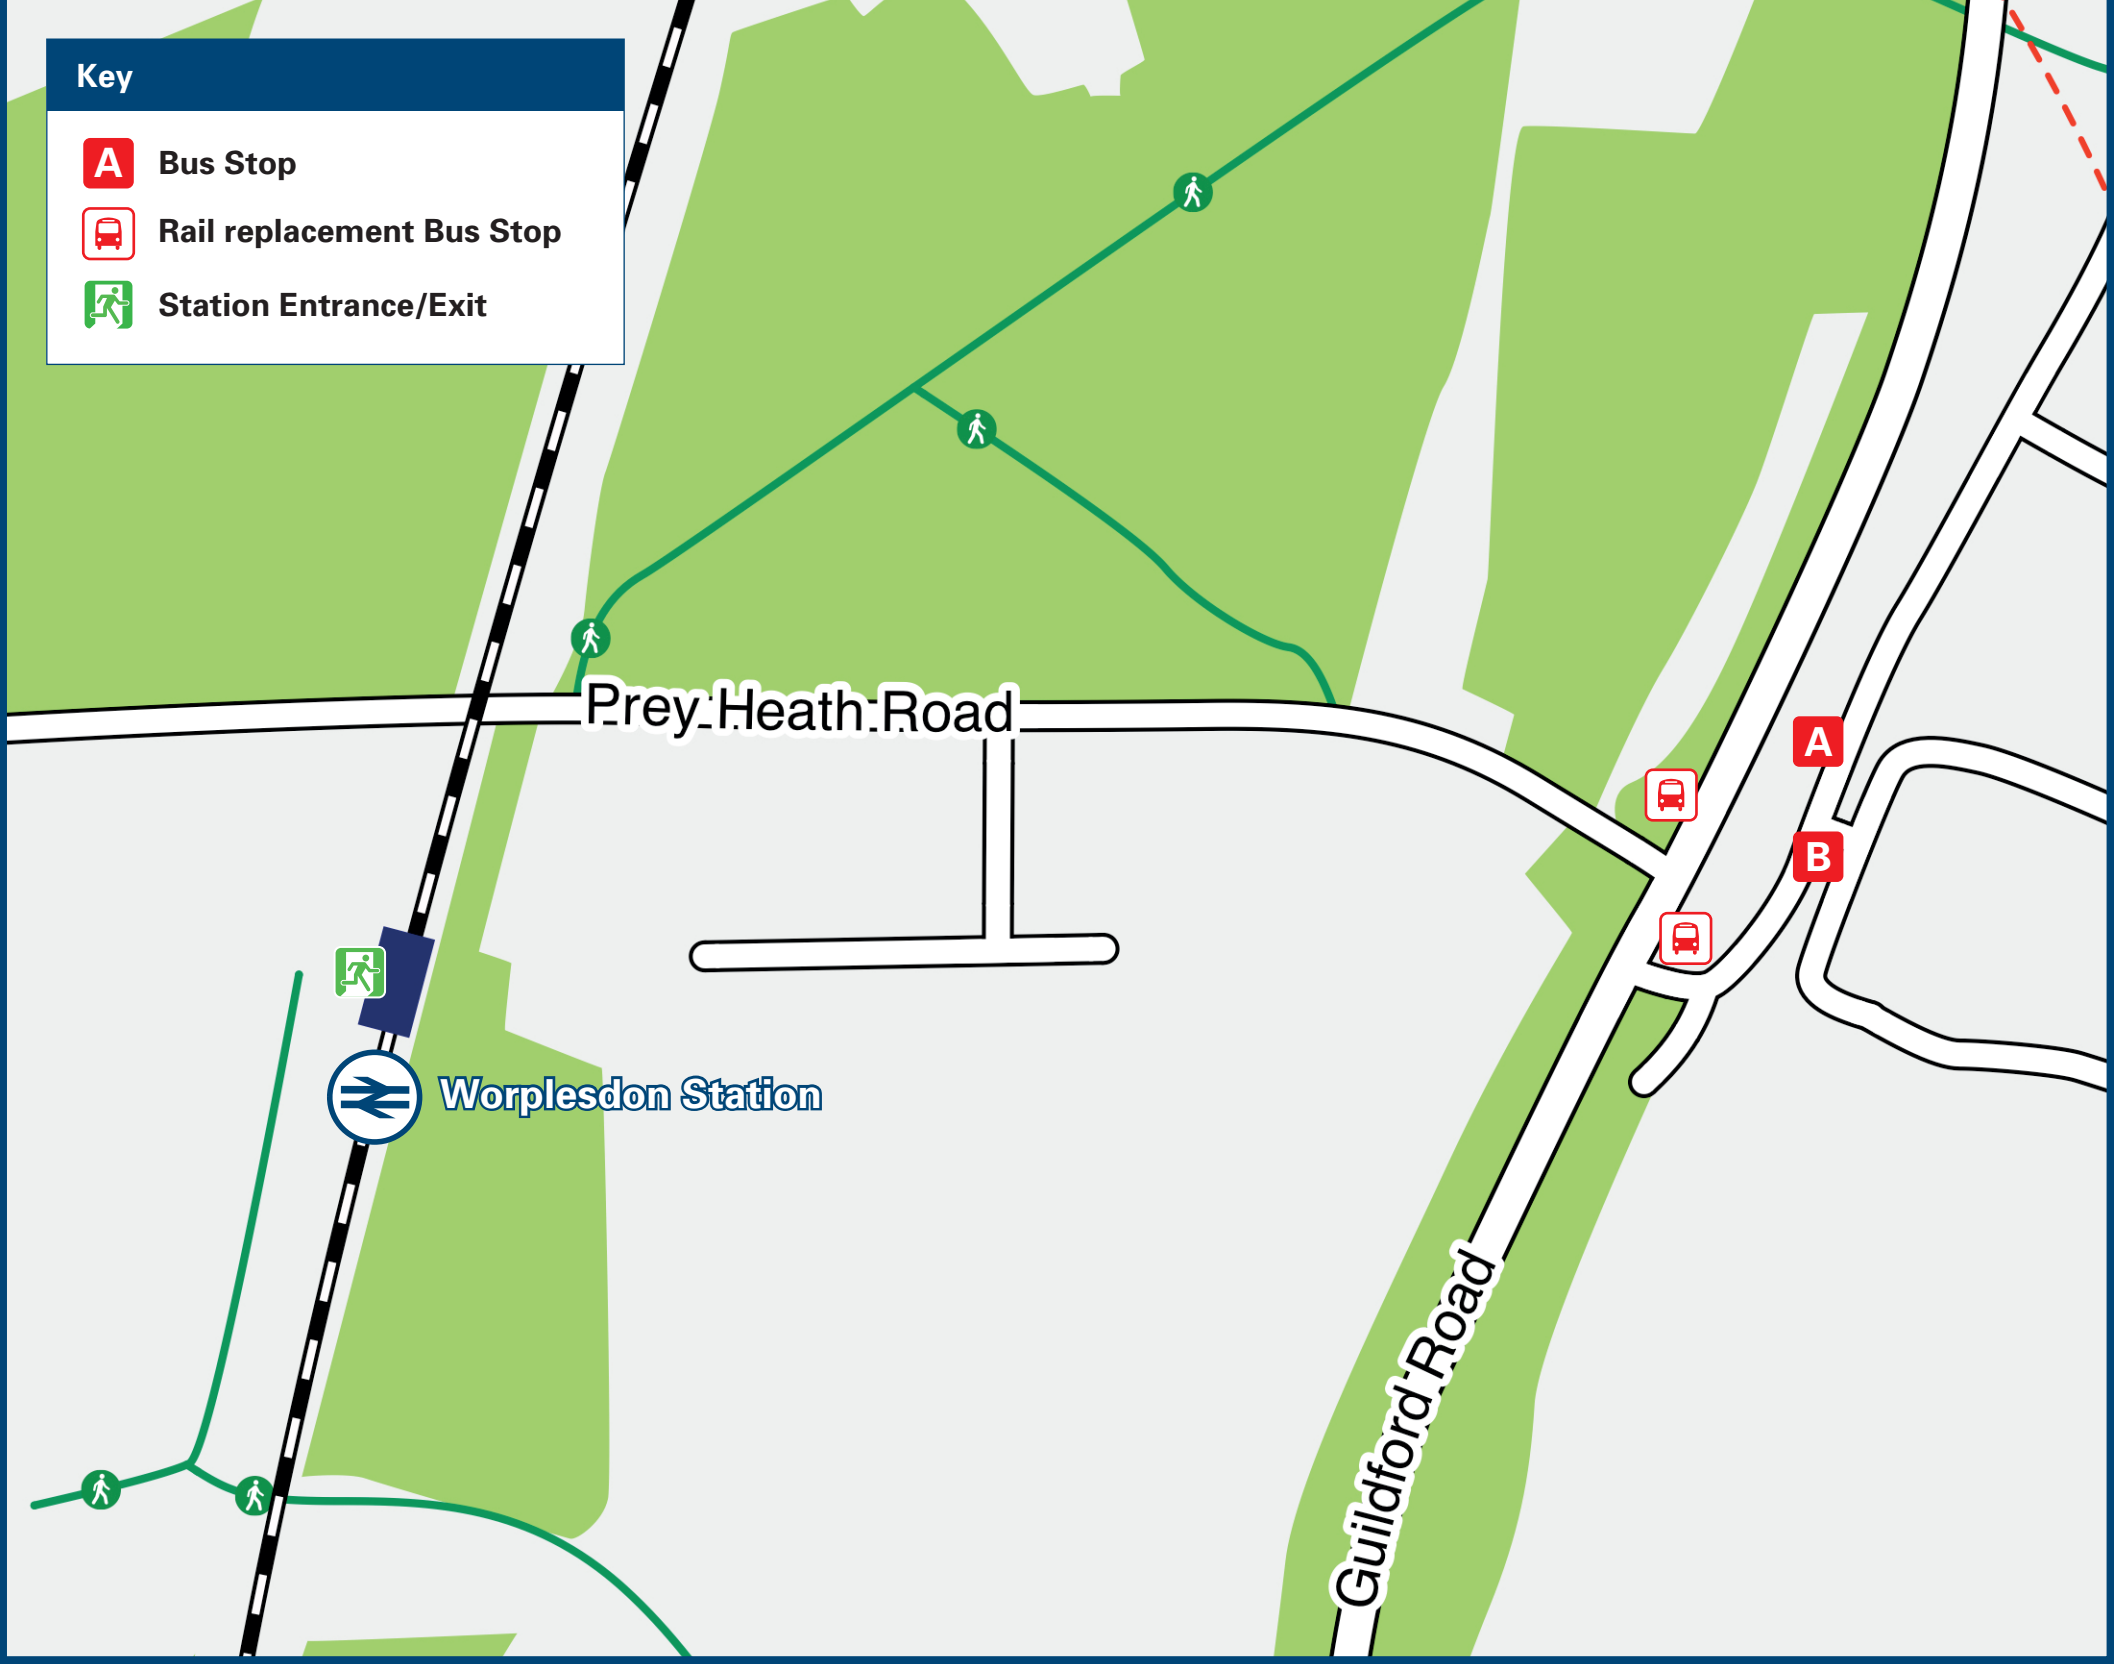 Key
A Bus Stop
Rail replacement Bus Stop
Station Entrance/Exit
Prey Heath Road
A
B
Worplesdon Station
Guildford Road